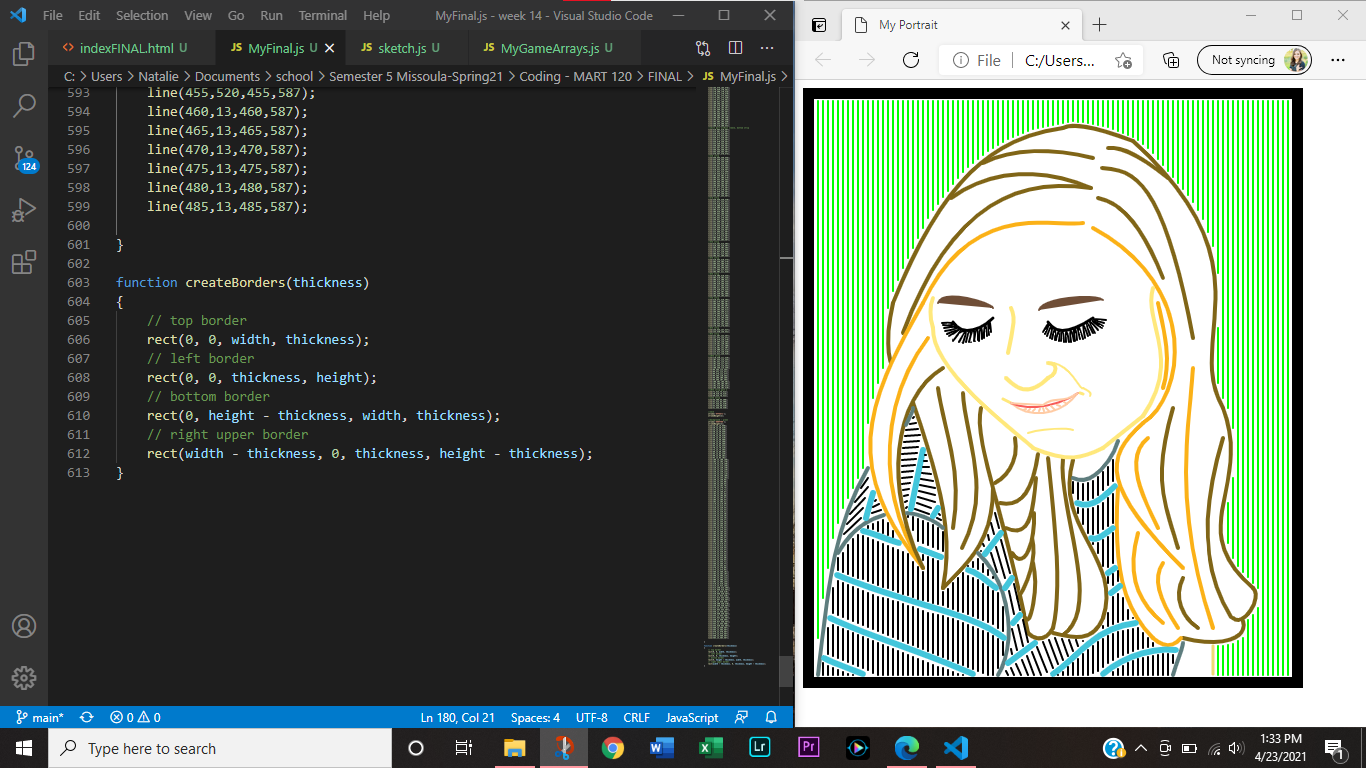 File Edit Selection View Go Run Terminal Help MyFinal.js - week 14 - Visual Studio Code
indexFINAL.html U MyFinal.js U sketch.js U MyGameArrays.js U
C: > Users > Natalie > Documents > school > Semester 5 Missoula-Spring21 > Coding - MART 120 > FINAL > JS MyFinal.js >
593 line(455,520,455,587);
594 line(460,13,460,587);
595 line(465,13,465,587);
596 line(470,13,470,587);
597 line(475,13,475,587);
598 line(480,13,480,587);
599 line(485,13,485,587);
600
601 }
602
603 function createBorders(thickness)
604 {
605 // top border
606 rect(0, 0, width, thickness);
607 // left border
608 rect(0, 0, thickness, height);
609 // bottom border
610 rect(0, height - thickness, width, thickness);
611 // right upper border
612 rect(width - thickness, 0, thickness, height - thickness);
613 }
124
main* 0 0 Ln 180, Col 21 Spaces: 4 UTF-8 CRLF JavaScript
My Portrait
File C:/Users... Not syncing
Type here to search
W X Lr Pr
1:33 PM
4/23/2021
1